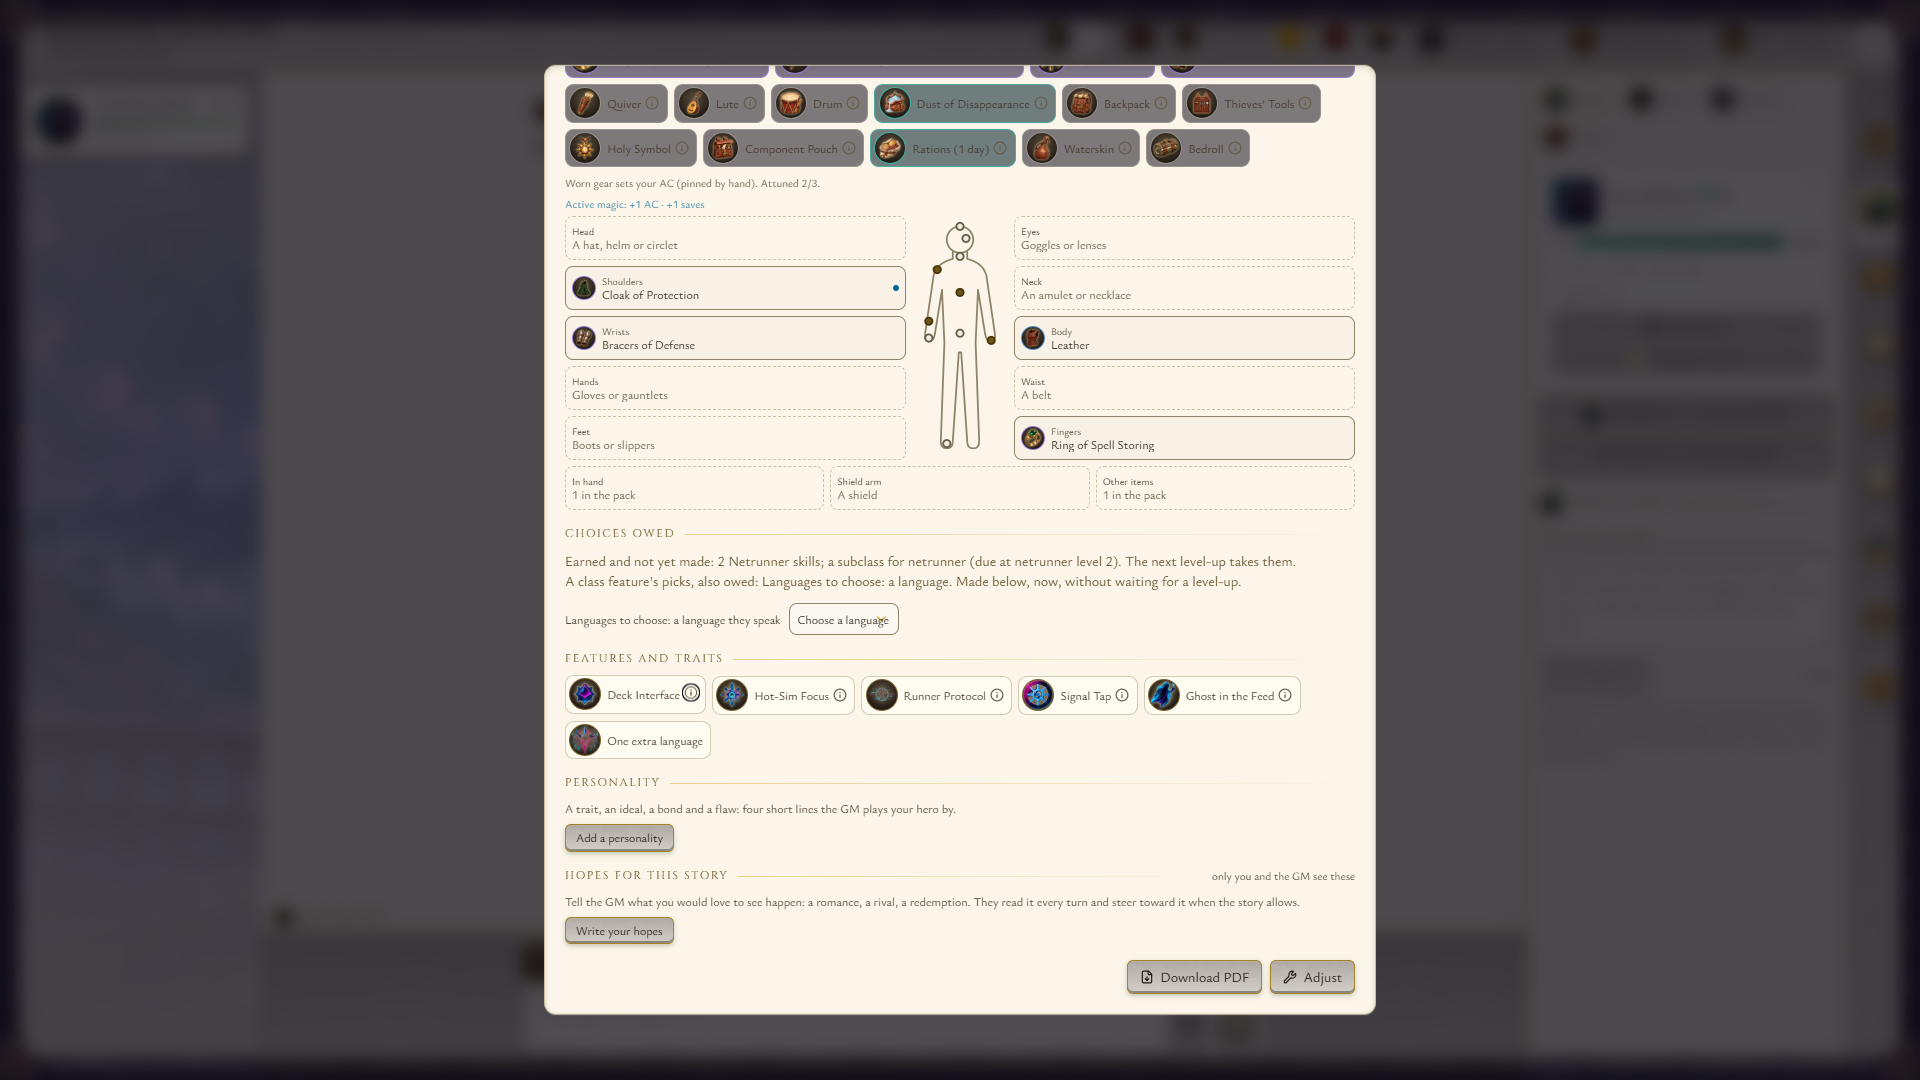 Quiver
Lute
Drum
Dust of Disappearance
Backpack
Thieves' Tools
Holy Symbol
Component Pouch
Rations (1 day)
Waterskin
Bedroll
Worn gear sets your AC (pinned by hand). Attuned 2/3.
Active magic: +1 AC · +1 saves
Head
A hat, helm or circlet
Eyes
Goggles or lenses
Shoulders
Cloak of Protection
Neck
An amulet or necklace
Wrists
Bracers of Defense
Body
Leather
Hands
Gloves or gauntlets
Waist
A belt
Feet
Boots or slippers
Fingers
Ring of Spell Storing
In hand
1 in the pack
Shield arm
A shield
Other items
1 in the pack
CHOICES OWED
Earned and not yet made: 2 Netrunner skills; a subclass for netrunner (due at netrunner level 2). The next level-up takes them.
A class feature's picks, also owed: Languages to choose: a language. Made below, now, without waiting for a level-up.
Languages to choose: a language they speak
Choose a language
FEATURES AND TRAITS
Deck Interface
Hot-Sim Focus
Runner Protocol
Signal Tap
Ghost in the Feed
One extra language
PERSONALITY
A trait, an ideal, a bond and a flaw: four short lines the GM plays your hero by.
Add a personality
HOPES FOR THIS STORY
only you and the GM see these
Tell the GM what you would love to see happen: a romance, a rival, a redemption. They read it every turn and steer toward it when the story allows.
Write your hopes
Download PDF
Adjust